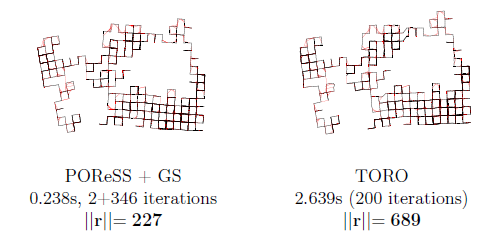 POReSS + GS
0.238s, 2+346 iterations
||r||= 227
TORO
2.639s (200 iterations)
||r||= 689